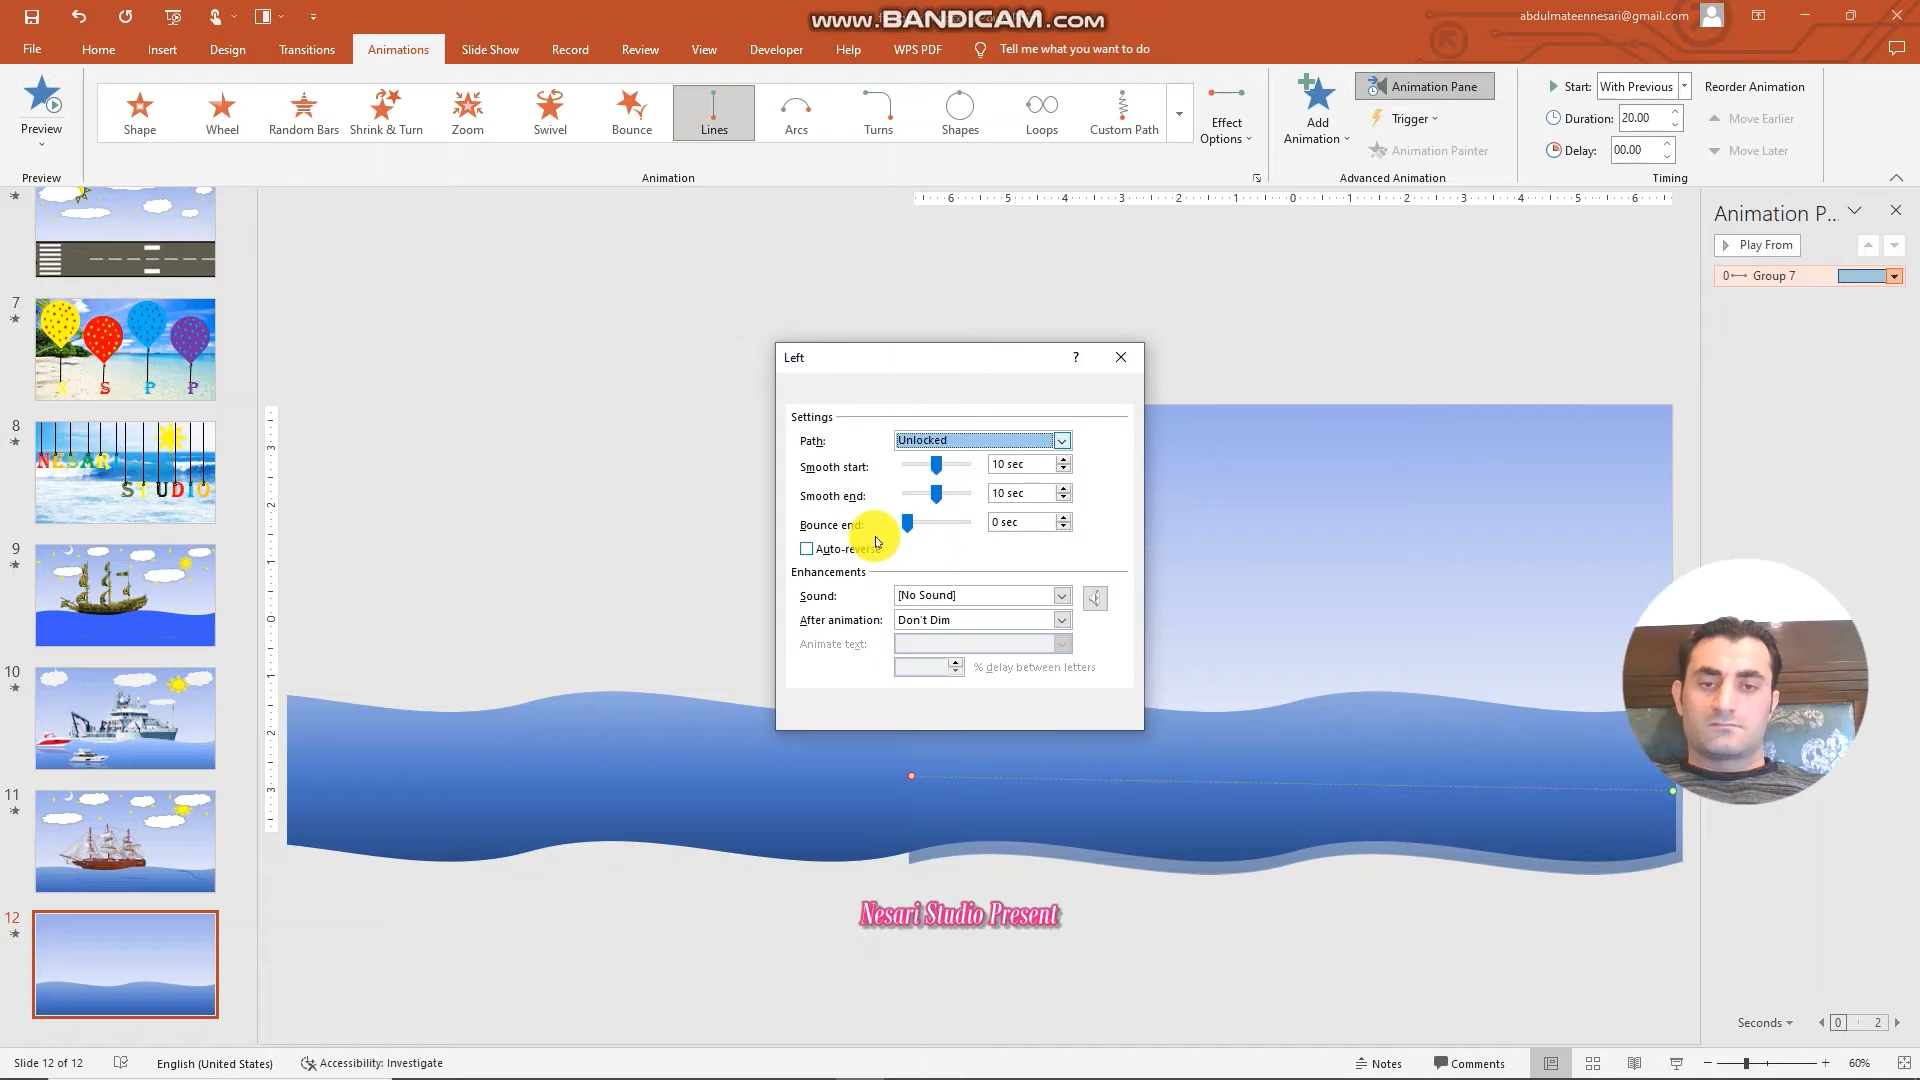 www.BANDICAM.com
abdulmateennesari@gmail.com
File
Home
Insert
Design
Transitions
Animations
Slide Show
Record
Review
View
Developer
Help
WPS PDF
Tell me what you want to do
Preview
Shape
Wheel
Random Bars
Shrink & Turn
Zoom
Swivel
Bounce
Lines
Arcs
Turns
Shapes
Loops
Custom Path
Effect
Options
Add
Animation
Animation Pane
Trigger
Animation Painter
Start:
With Previous
Duration:
20.00
Delay:
00.00
Reorder Animation
Move Earlier
Move Later
Preview
Animation
Advanced Animation
Timing
7
N S P P
8
NESAR
STUDIO
9
10
11
12
Animation P...
Play From
0
Group 7
Left
Settings
Path:
Unlocked
Smooth start:
10 sec
Smooth end:
10 sec
Bounce end:
0 sec
Auto-reverse
Enhancements
Sound:
[No Sound]
After animation:
Don't Dim
Animate text:
% delay between letters
Nesari Studio Present
Seconds
0
2
Slide 12 of 12
English (United States)
Accessibility: Investigate
Notes
Comments
60%